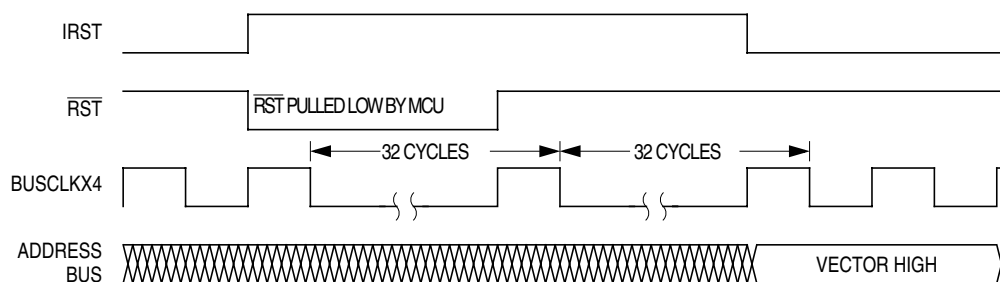 IRST
RST
RST PULLED LOW BY MCU
32 CYCLES
32 CYCLES
BUSCLKX4
ADDRESS
BUS
VECTOR HIGH